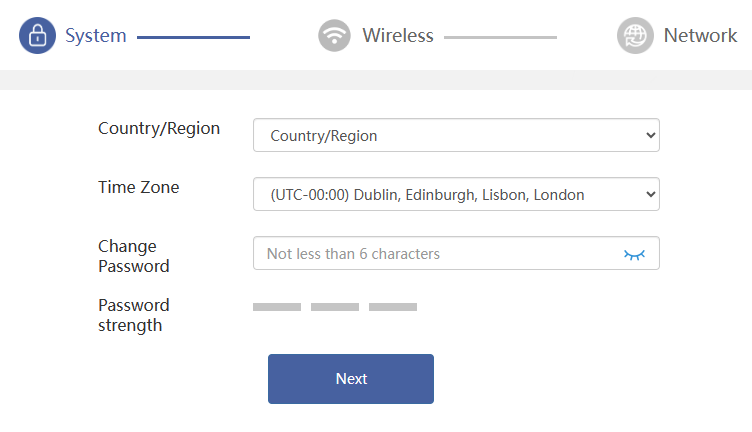 System
Wireless
Network
Country/Region
Country/Region
Time Zone
(UTC-00:00) Dublin, Edinburgh, Lisbon, London
Change
Password
Not less than 6 characters
Password
strength
Next